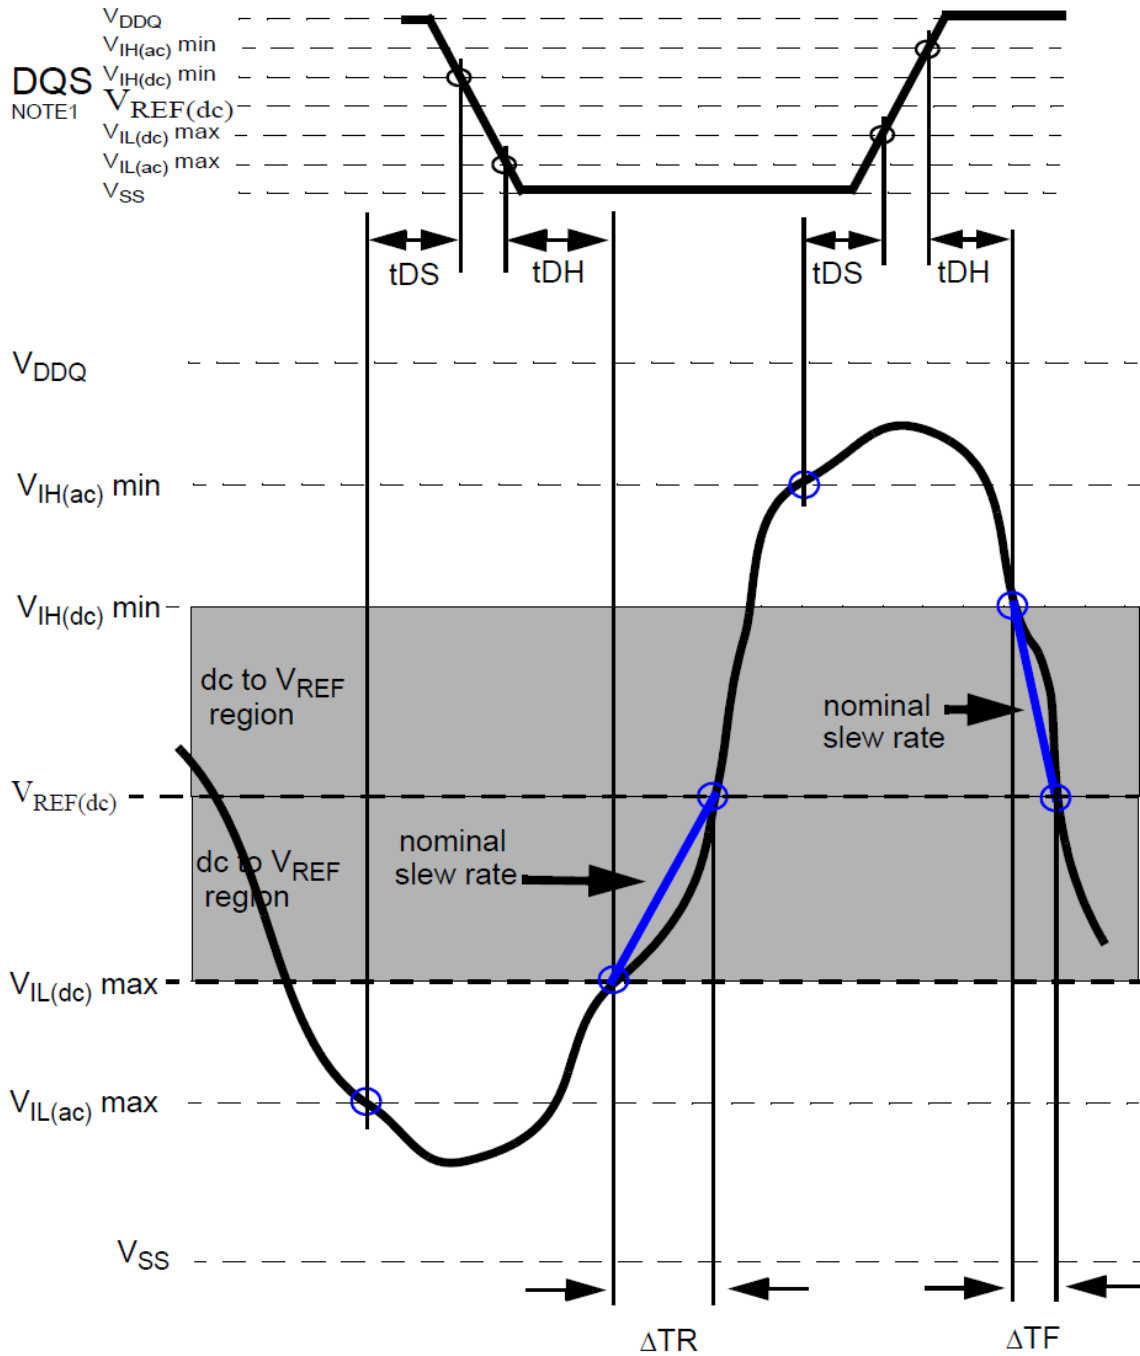 VDDQ
VIH(ac) min
VIH(dc) min
DQS
NOTE1
VREF(dc)
VIL(dc) max
VIL(ac) max
VSS
tDS
tDH
tDS
tDH
VDDQ
VIH(ac) min
VIH(dc) min
dc to VREF
region
nominal
slew rate
VREF(dc)
nominal
slew rate
dc to VREF
region
VIL(dc) max
VIL(ac) max
VSS
ΔTR
ΔTF